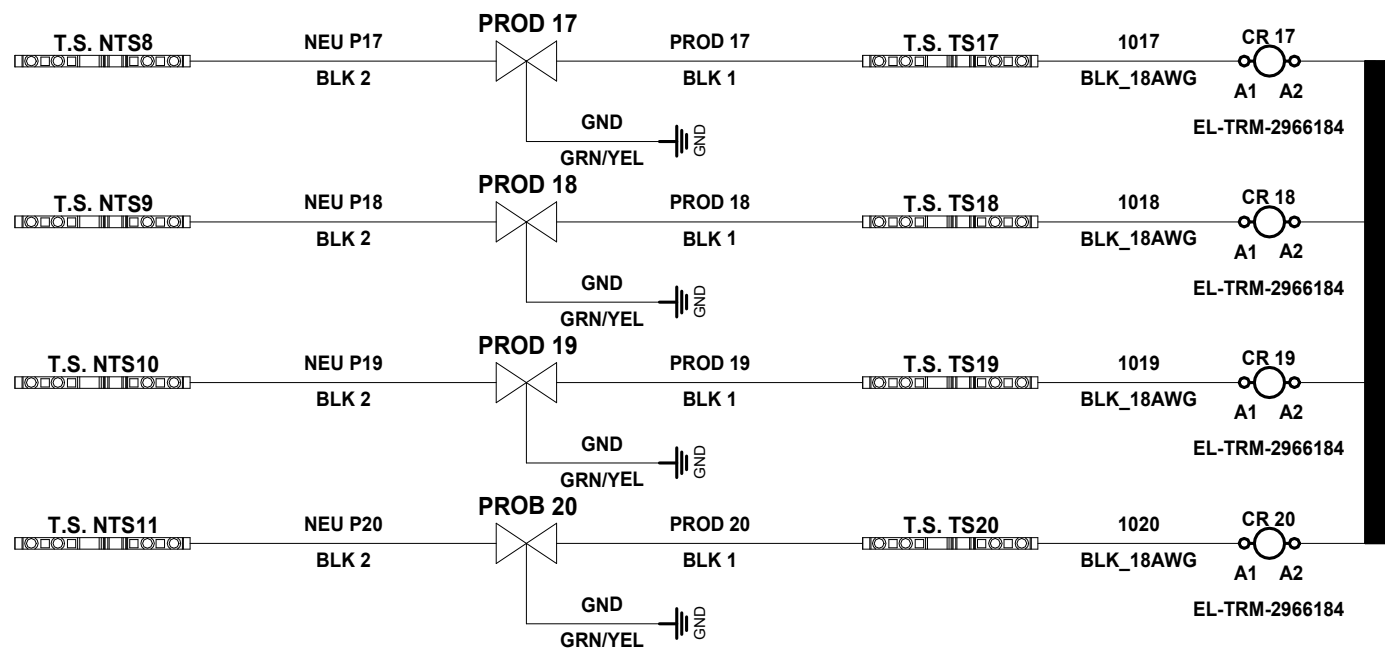 PROD 17
T.S. NTS8
NEU P17
PROD 17
T.S. TS17
1017
CR 17
BLK 2
BLK 1
BLK_18AWG
A1
A2
GND
GND
EL-TRM-2966184
GRN/YEL
PROD 18
T.S. NTS9
NEU P18
PROD 18
T.S. TS18
1018
CR 18
BLK 2
BLK 1
BLK_18AWG
A1
A2
GND
GND
EL-TRM-2966184
GRN/YEL
PROD 19
T.S. NTS10
NEU P19
PROD 19
T.S. TS19
1019
CR 19
BLK 2
BLK 1
BLK_18AWG
A1
A2
GND
GND
EL-TRM-2966184
GRN/YEL
PROB 20
T.S. NTS11
NEU P20
PROD 20
T.S. TS20
1020
CR 20
BLK 2
BLK 1
BLK_18AWG
A1
A2
GND
GND
EL-TRM-2966184
GRN/YEL